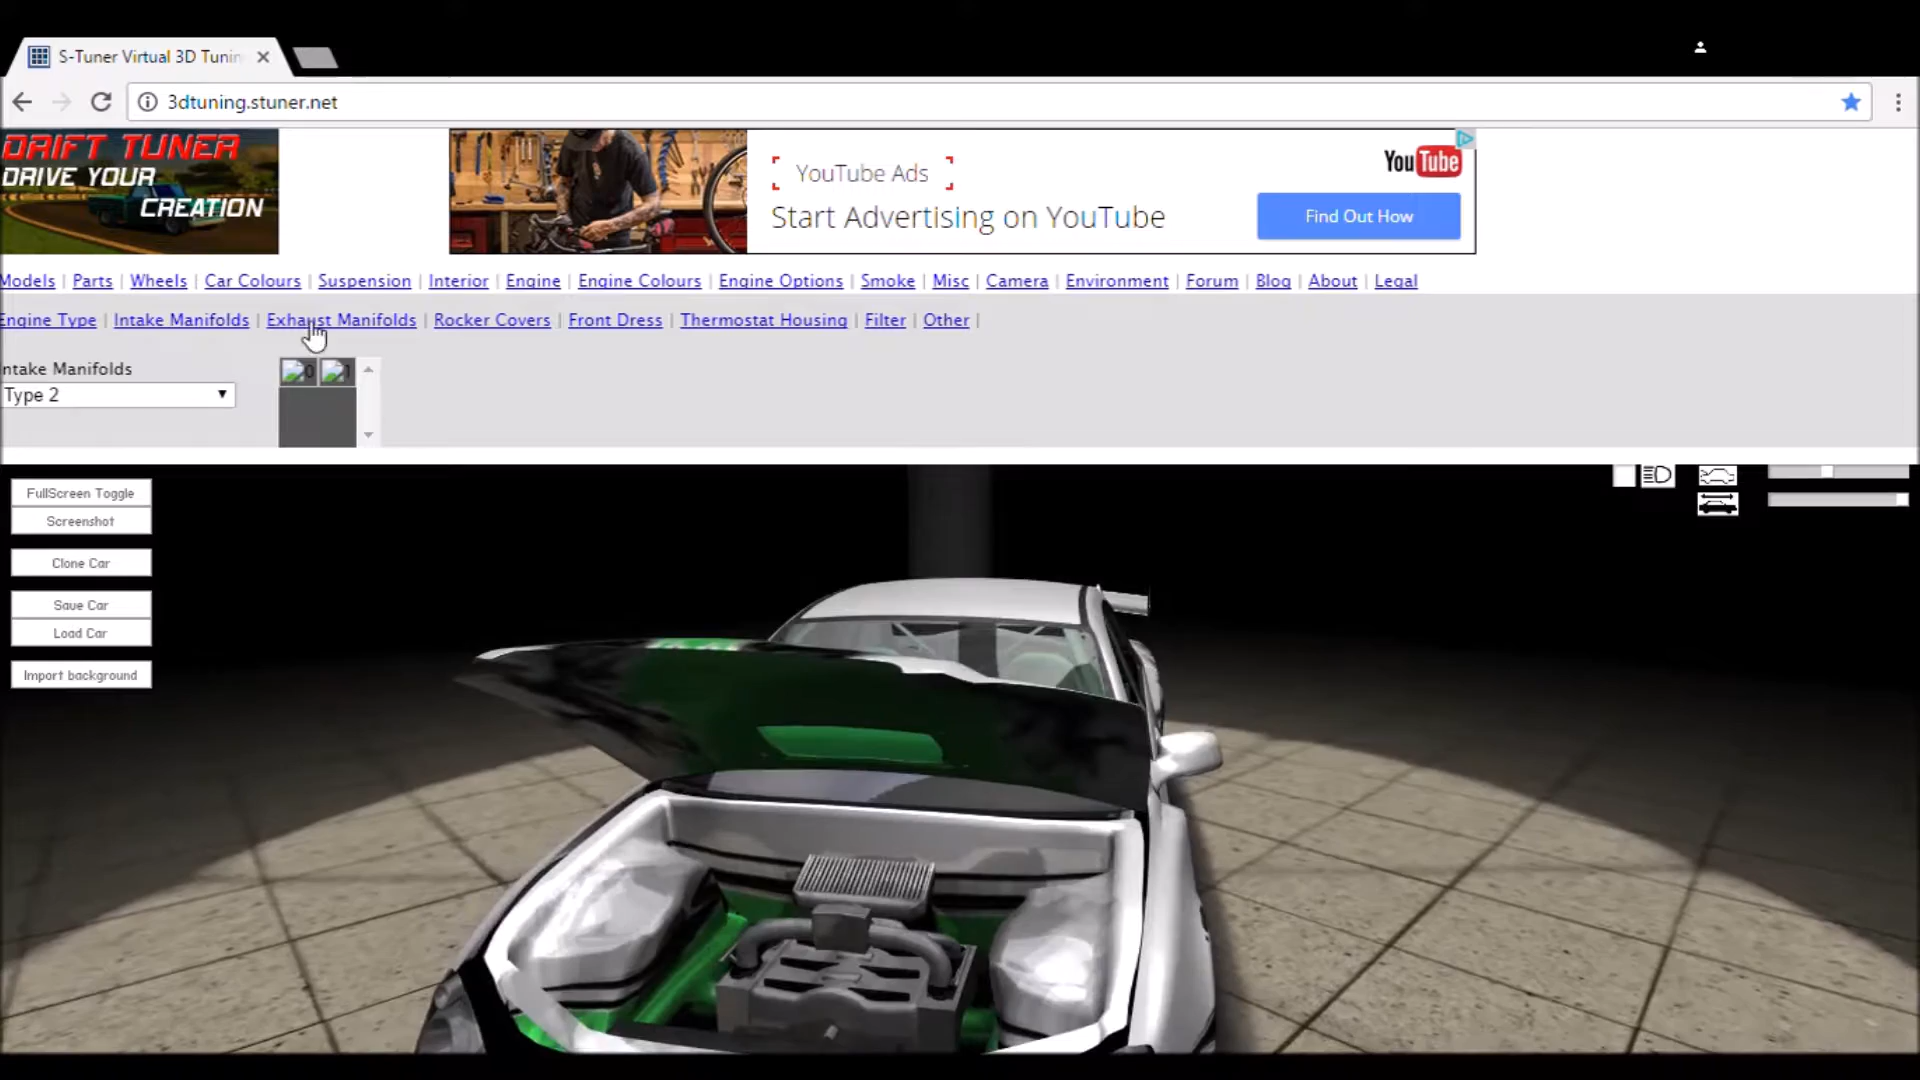 S-Tuner Virtual 3D Tunin
3dtuning.stuner.net
DRIFT TUNER
DRIVE YOUR
CREATION
YouTube Ads
Start Advertising on YouTube
YouTube
Find Out How
Models | Parts | Wheels | Car Colours | Suspension | Interior | Engine | Engine Colours | Engine Options | Smoke | Misc | Camera | Environment | Forum | Blog | About | Legal
Engine Type | Intake Manifolds | Exhaust Manifolds | Rocker Covers | Front Dress | Thermostat Housing | Filter | Other |
ntake Manifolds
Type 2
0 1
FullScreen Toggle
Screenshot
Clone Car
Save Car
Load Car
Import background